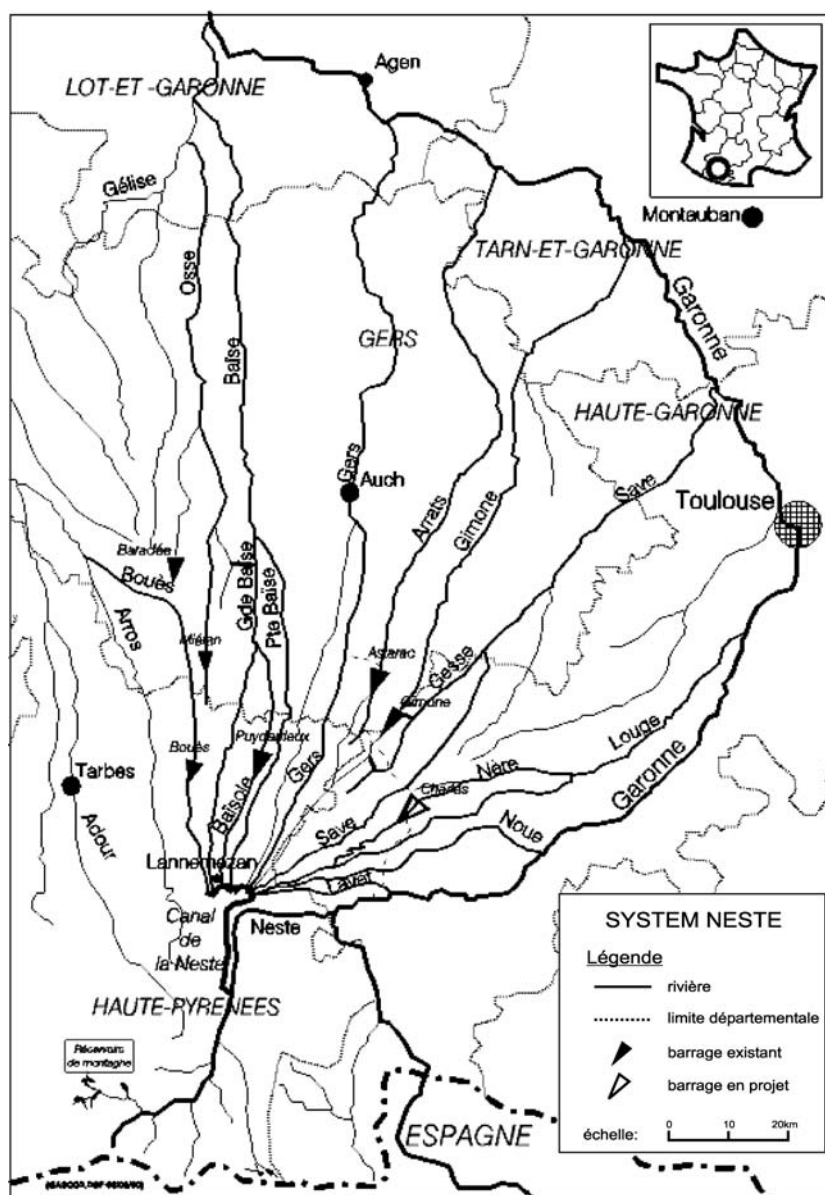 Agen
LOT-ET -GARONNE
Gélise
Montauban
TARN-ET-GARONNE
Osse
Garonne
Baïse
GERS
HAUTE-GARONNE
Gers
Auch
Save
Toulouse
Arrats
Gimone
Baradée
Bouès
Gde Baïse
Pte Baïse
Arros
Miélan
Astarac
Gesse
Gimone
Bouès
Puydarrieux
Gers
Louge
Tarbes
Nère
Garonne
Charlas
Baïsole
Save
Adour
Noue
Lannemezan
Lavet
Canal
de
la Neste
Neste
HAUTE-PYRENEES
Réservoirs
de montagne
ESPAGNE
SYSTEM NESTE
Légende
rivière
limite départementale
barrage existant
barrage en projet
échelle:
0 10 20km